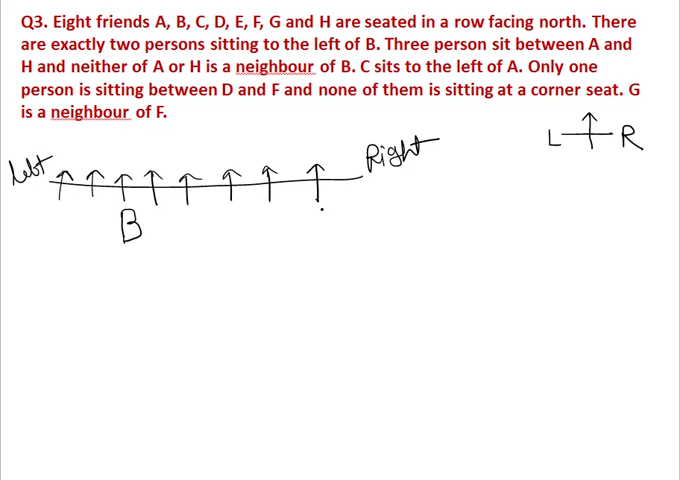 Q3. Eight friends A, B, C, D, E, F, G and H are seated in a row facing north. There
are exactly two persons sitting to the left of B. Three person sit between A and
H and neither of A or H is a neighbour of B. C sits to the left of A. Only one
person is sitting between D and F and none of them is sitting at a corner seat. G
is a neighbour of F.
L R
Left Right
B